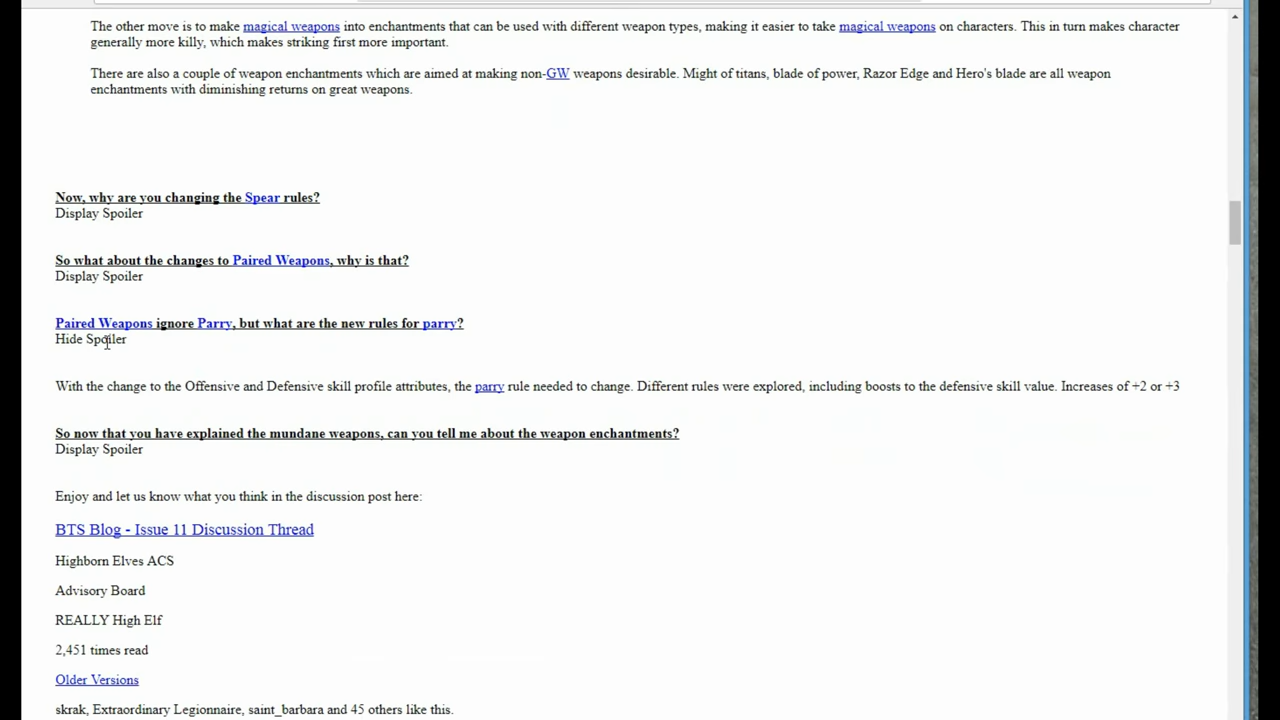 The other move is to make magical weapons into enchantments that can be used with different weapon types, making it easier to take magical weapons on characters. This in turn makes character
generally more killy, which makes striking first more important.
There are also a couple of weapon enchantments which are aimed at making non-GW weapons desirable. Might of titans, blade of power, Razor Edge and Hero's blade are all weapon
enchantments with diminishing returns on great weapons.
Now, why are you changing the Spear rules?
Display Spoiler
So what about the changes to Paired Weapons, why is that?
Display Spoiler
Paired Weapons ignore Parry, but what are the new rules for parry?
Hide Spoiler
With the change to the Offensive and Defensive skill profile attributes, the parry rule needed to change. Different rules were explored, including boosts to the defensive skill value. Increases of +2 or +3
So now that you have explained the mundane weapons, can you tell me about the weapon enchantments?
Display Spoiler
Enjoy and let us know what you think in the discussion post here:
BTS Blog - Issue 11 Discussion Thread
Highborn Elves ACS
Advisory Board
REALLY High Elf
2,451 times read
Older Versions
skrak, Extraordinary Legionnaire, saint_barbara and 45 others like this.